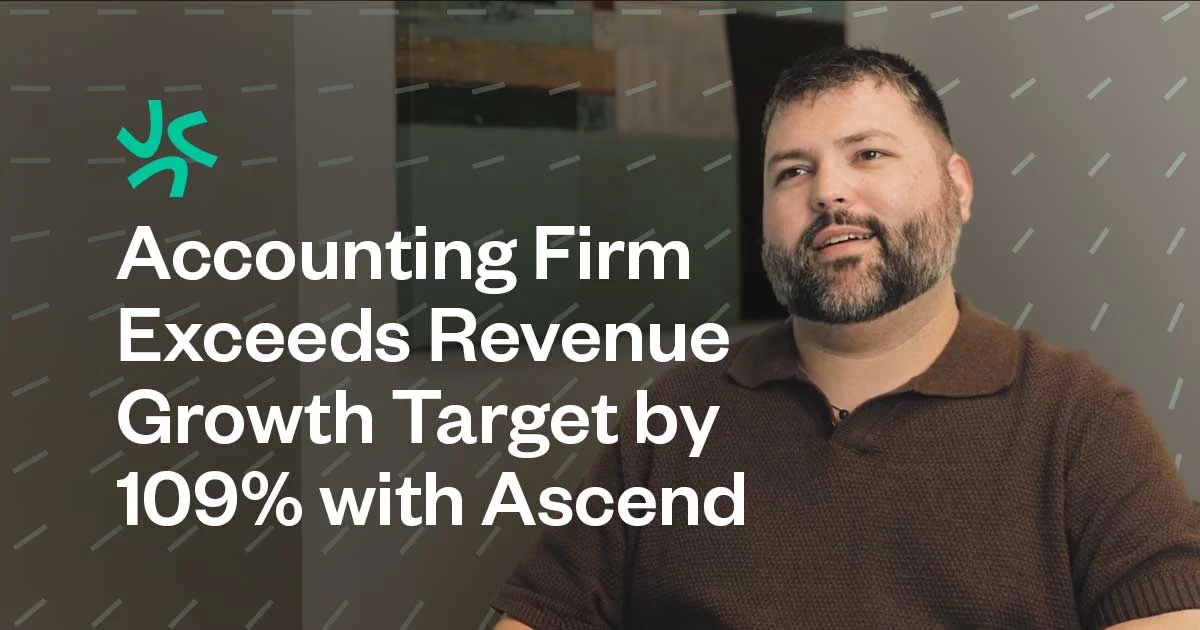 Accounting Firm
Exceeds Revenue
Growth Target by
109% with Ascend